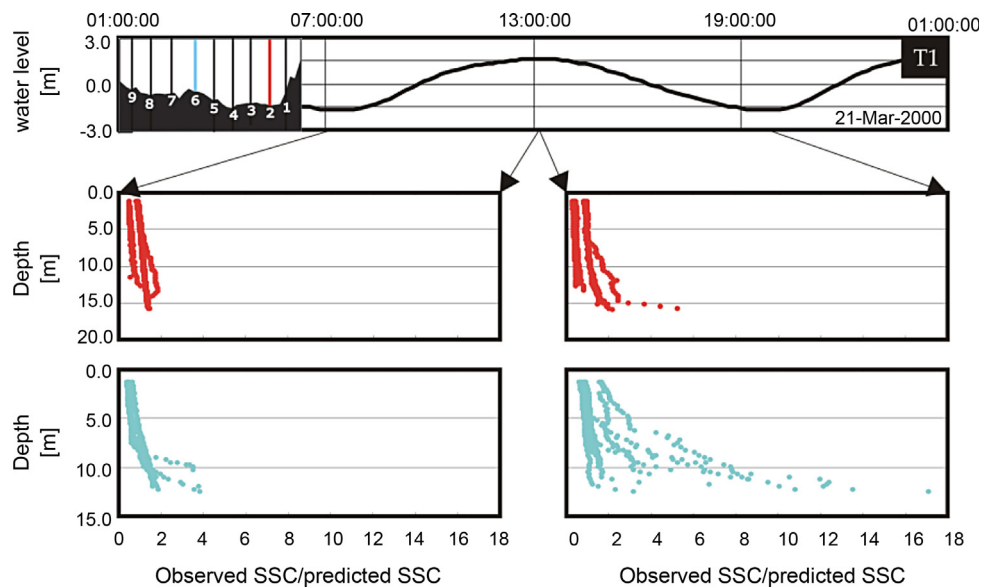 01:00:00 07:00:00 13:00:00 19:00:00 01:00:00
water level
[m]
3.0
0.0
-3.0
9 8 7 6 5 4 3 2 1
T1
21-Mar-2000
Depth
[m]
0.0
5.0
10.0
15.0
20.0
Depth
[m]
0.0
5.0
10.0
15.0
0 2 4 6 8 10 12 14 16 18
0 2 4 6 8 10 12 14 16 18
Observed SSC/predicted SSC
Observed SSC/predicted SSC